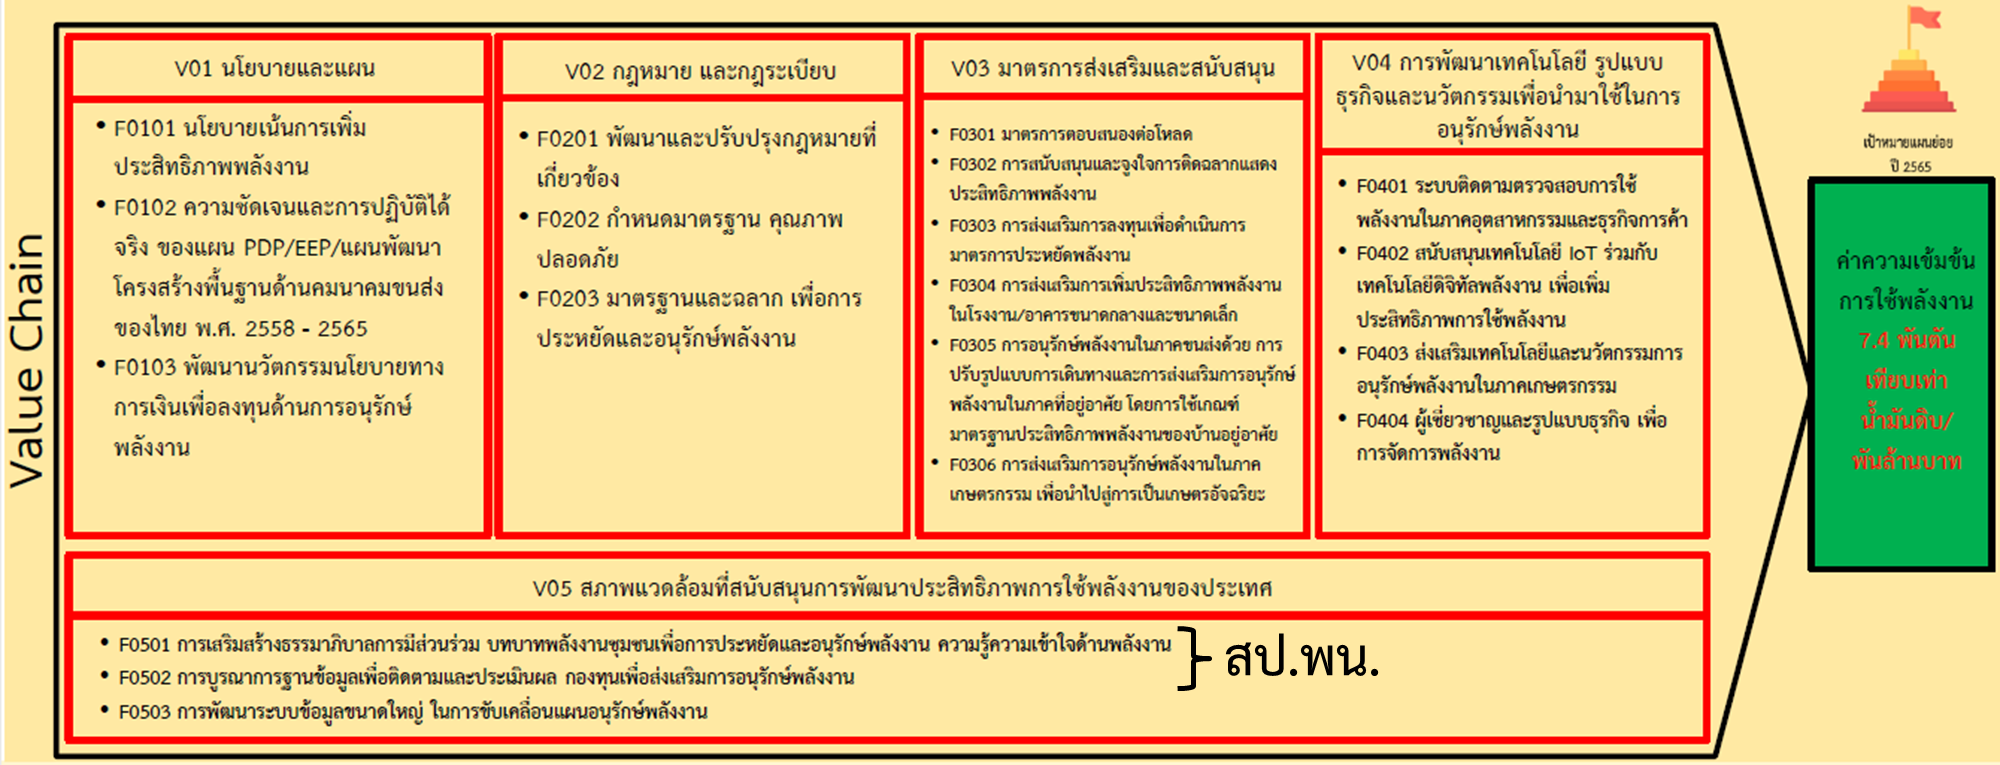 Value Chain
V01 นโยบายและแผน
• F0101 นโยบายเน้นการเพิ่ม
ประสิทธิภาพพลังงาน
• F0102 ความชัดเจนและการปฏิบัติได้
จริง ของแผน PDP/EEP/แผนพัฒนา
โครงสร้างพื้นฐานด้านคมนาคมขนส่ง
ของไทย พ.ศ. 2558 - 2565
• F0103 พัฒนานวัตกรรมนโยบายทาง
การเงินเพื่อลงทุนด้านการอนุรักษ์
พลังงาน
V02 กฎหมาย และกฎระเบียบ
• F0201 พัฒนาและปรับปรุงกฎหมายที่
เกี่ยวข้อง
• F0202 กำหนดมาตรฐาน คุณภาพ
ปลอดภัย
• F0203 มาตรฐานและฉลาก เพื่อการ
ประหยัดและอนุรักษ์พลังงาน
V03 มาตรการส่งเสริมและสนับสนุน
• F0301 มาตรการตอบสนองต่อโหลด
• F0302 การสนับสนุนและจูงใจการติดฉลากแสดง
ประสิทธิภาพพลังงาน
• F0303 การส่งเสริมการลงทุนเพื่อดำเนินการ
มาตรการประหยัดพลังงาน
• F0304 การส่งเสริมการเพิ่มประสิทธิภาพพลังงาน
ในโรงงาน/อาคารขนาดกลางและขนาดเล็ก
• F0305 การอนุรักษ์พลังงานในภาคขนส่งด้วย การ
ปรับรูปแบบการเดินทางและการส่งเสริมการอนุรักษ์
พลังงานในภาคที่อยู่อาศัย โดยการใช้เกณฑ์
มาตรฐานประสิทธิภาพพลังงานของบ้านอยู่อาศัย
• F0306 การส่งเสริมการอนุรักษ์พลังงานในภาค
เกษตรกรรม เพื่อนำไปสู่การเป็นเกษตรอัจฉริยะ
V04 การพัฒนาเทคโนโลยี รูปแบบ
ธุรกิจและนวัตกรรมเพื่อนำมาใช้ในการ
อนุรักษ์พลังงาน
• F0401 ระบบติดตามตรวจสอบการใช้
พลังงานในภาคอุตสาหกรรมและธุรกิจการค้า
• F0402 สนับสนุนเทคโนโลยี IoT ร่วมกับ
เทคโนโลยีดิจิทัลพลังงาน เพื่อเพิ่ม
ประสิทธิภาพการใช้พลังงาน
• F0403 ส่งเสริมเทคโนโลยีและนวัตกรรมการ
อนุรักษ์พลังงานในภาคเกษตรกรรม
• F0404 ผู้เชี่ยวชาญและรูปแบบธุรกิจ เพื่อ
การจัดการพลังงาน
เป้าหมายแผนย่อย
ปี 2565
ค่าความเข้มข้น
การใช้พลังงาน
7.4 พันตัน
เทียบเท่า
น้ำมันดิบ/
พันล้านบาท
V05 สภาพแวดล้อมที่สนับสนุนการพัฒนาประสิทธิภาพการใช้พลังงานของประเทศ
• F0501 การเสริมสร้างธรรมาภิบาลการมีส่วนร่วม บทบาทพลังงานชุมชนเพื่อการประหยัดและอนุรักษ์พลังงาน ความรู้ความเข้าใจด้านพลังงาน
• F0502 การบูรณาการฐานข้อมูลเพื่อติดตามและประเมินผล กองทุนเพื่อส่งเสริมการอนุรักษ์พลังงาน
• F0503 การพัฒนาระบบข้อมูลขนาดใหญ่ ในการขับเคลื่อนแผนอนุรักษ์พลังงาน
สป.พน.